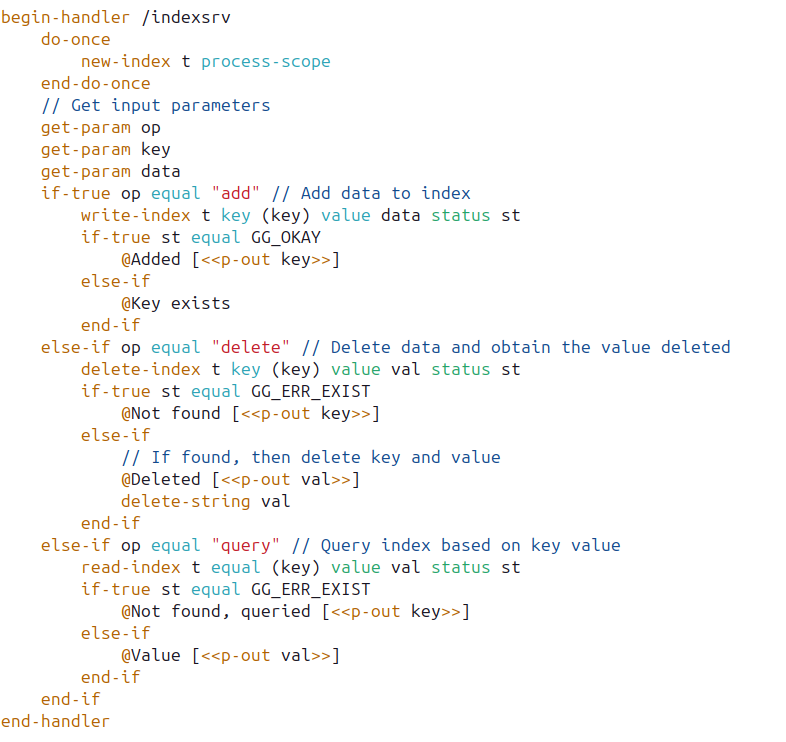 begin-handler /indexsrv
    do-once
        new-index t process-scope
    end-do-once
    // Get input parameters
    get-param op
    get-param key
    get-param data
    if-true op equal "add" // Add data to index
        write-index t key (key) value data status st
        if-true st equal GG_OKAY
            @Added [<<p-out key>>]
        else-if
            @Key exists
        end-if
    else-if op equal "delete" // Delete data and obtain the value deleted
        delete-index t key (key) value val status st
        if-true st equal GG_ERR_EXIST
            @Not found [<<p-out key>>]
        else-if
            // If found, then delete key and value
            @Deleted [<<p-out val>>]
            delete-string val
        end-if
    else-if op equal "query" // Query index based on key value
        read-index t equal (key) value val status st
        if-true st equal GG_ERR_EXIST
            @Not found, queried [<<p-out key>>]
        else-if
            @Value [<<p-out val>>]
        end-if
    end-if
end-handler